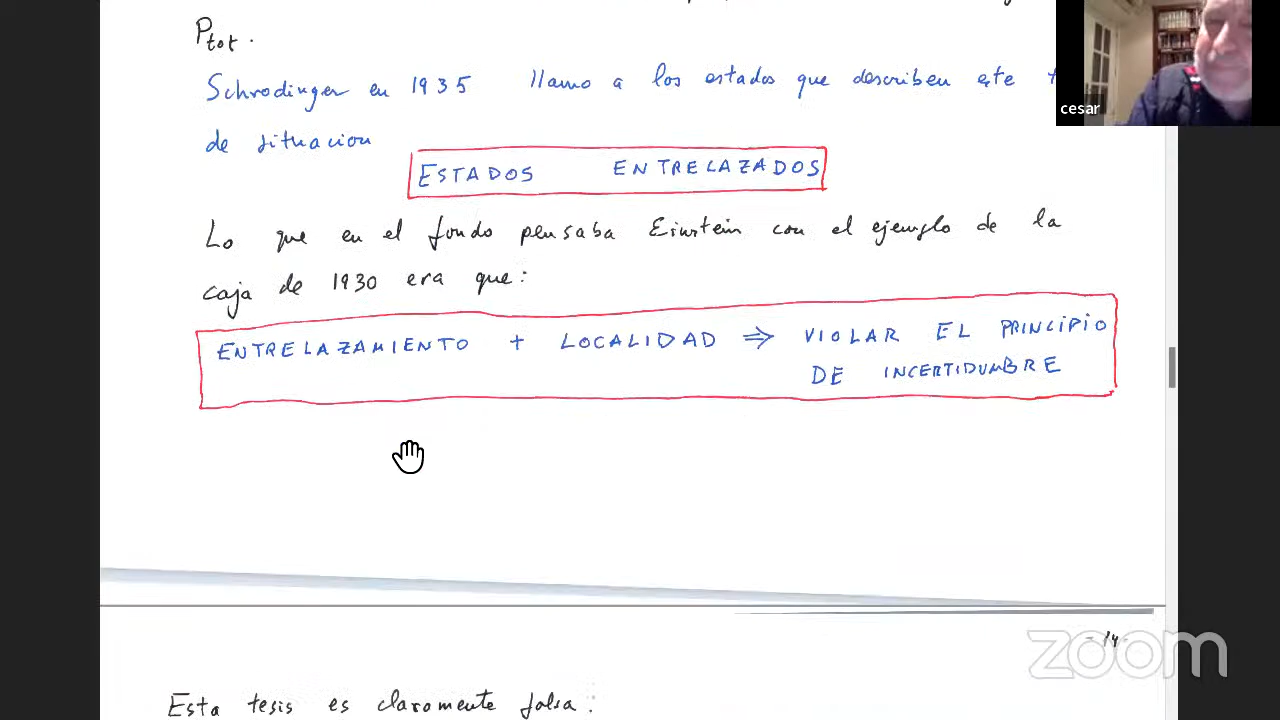 P_tot.
Schrodinger en 1935 llamo a los estados que describen este
de situacion
ESTADOS ENTRELAZADOS
Lo que en el fondo pensaba Einstein con el ejemplo de la
caja de 1930 era que:
ENTRELAZAMIENTO + LOCALIDAD ⇒ VIOLAR EL PRINCIPIO
DE INCERTIDUMBRE
-14-
Esta tesis es claramente falsa.
cesar
zoom